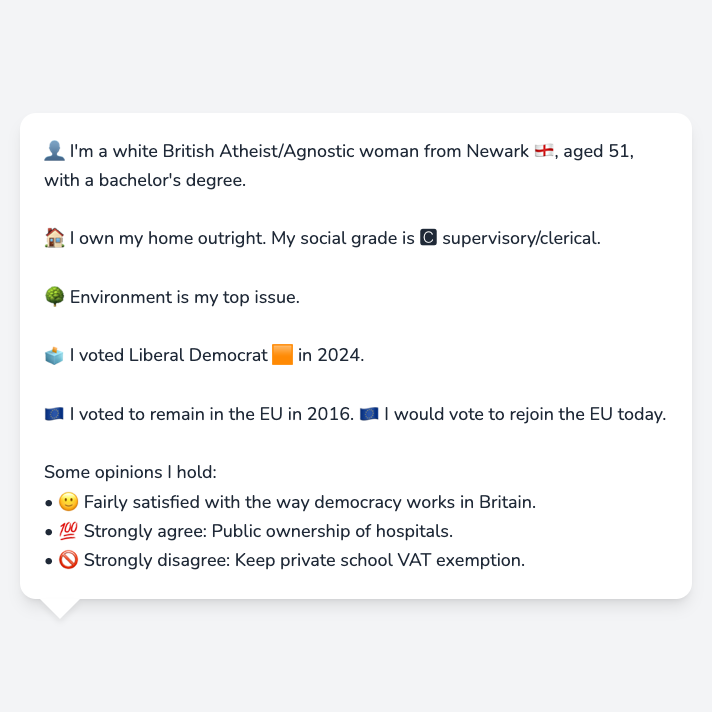 👤 I'm a white British Atheist/Agnostic woman from Newark 🏴󠁧󠁢󠁥󠁮󠁧󠁿, aged 51,
with a bachelor's degree.
🏠 I own my home outright. My social grade is C supervisory/clerical.
🌳 Environment is my top issue.
🗳️ I voted Liberal Democrat 🟧 in 2024.
🇪🇺 I voted to remain in the EU in 2016. 🇪🇺 I would vote to rejoin the EU today.
Some opinions I hold:
• 🙂 Fairly satisfied with the way democracy works in Britain.
• 💯 Strongly agree: Public ownership of hospitals.
• 🚫 Strongly disagree: Keep private school VAT exemption.